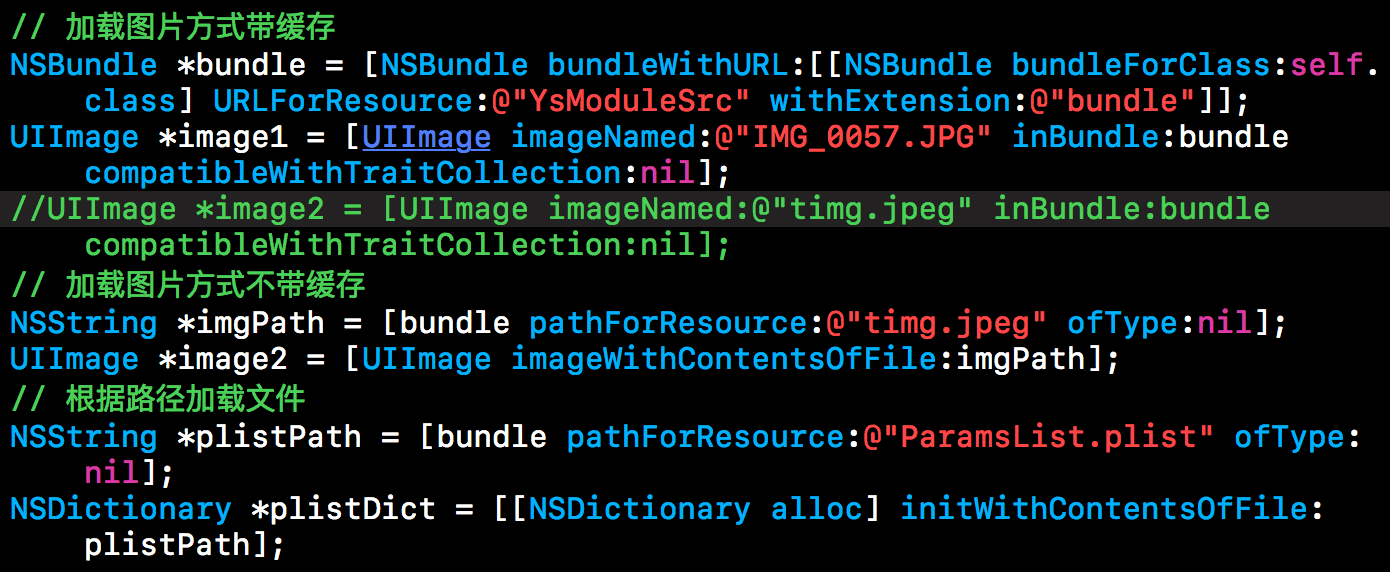 // 加载图片方式带缓存
NSBundle *bundle = [NSBundle bundleWithURL:[[NSBundle bundleForClass:self.
class] URLForResource:@"YsModuleSrc" withExtension:@"bundle"]];
UIImage *image1 = [UIImage imageNamed:@"IMG_0057.JPG" inBundle:bundle
compatibleWithTraitCollection:nil];
//UIImage *image2 = [UIImage imageNamed:@"timg.jpeg" inBundle:bundle
compatibleWithTraitCollection:nil];
// 加载图片方式不带缓存
NSString *imgPath = [bundle pathForResource:@"timg.jpeg" ofType:nil];
UIImage *image2 = [UIImage imageWithContentsOfFile:imgPath];
// 根据路径加载文件
NSString *plistPath = [bundle pathForResource:@"ParamsList.plist" ofType:
nil];
NSDictionary *plistDict = [[NSDictionary alloc] initWithContentsOfFile:
plistPath];